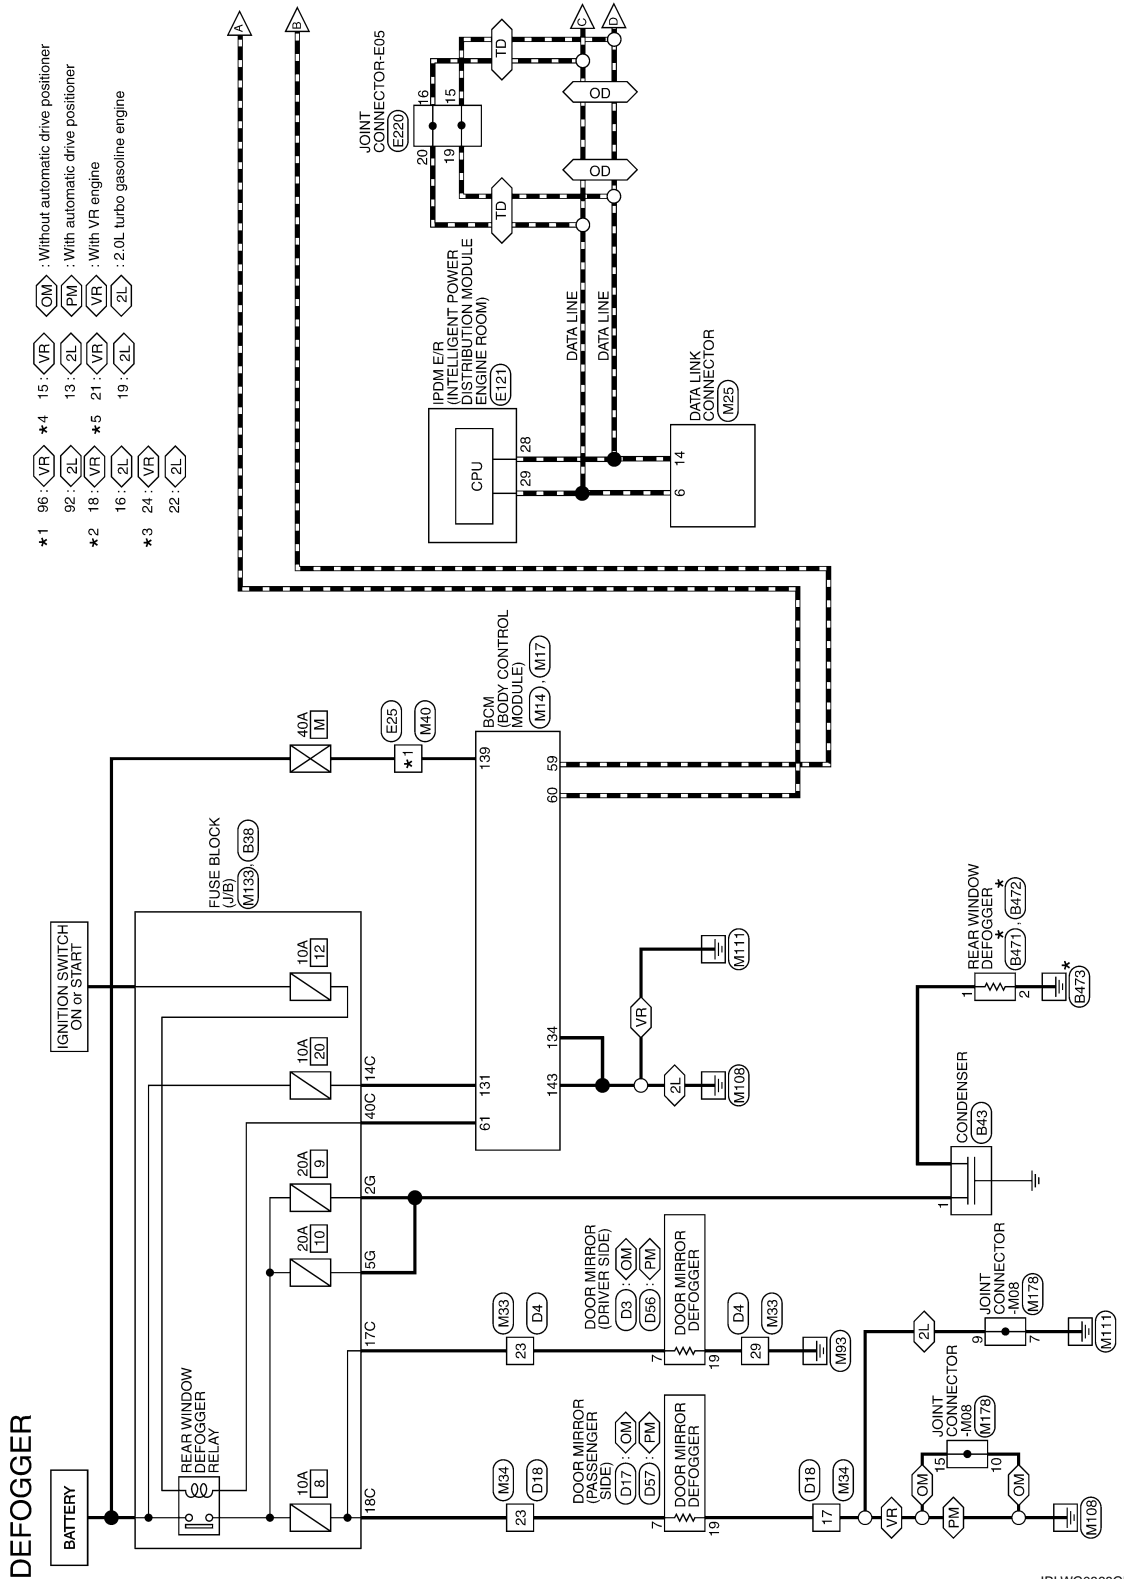 DEFOGGER
BATTERY
IGNITION SWITCH
ON or START
FUSE BLOCK
(J/B)
M133 , B38
REAR WINDOW
DEFOGGER
RELAY
10A
8
20A
10
20A
9
10A
20
10A
12
40A
M
18C
17C
5G
2G
40C
14C
E25
M40
★1
61
131
139
BCM
(BODY CONTROL
MODULE)
M14 , M17
143
134
60
59
VR
2L
M108
M111
M34
D18
23
M33
D4
23
DOOR MIRROR
(PASSENGER
SIDE)
D17 : OM
D57 : PM
7
DOOR MIRROR
DEFOGGER
19
DOOR MIRROR
(DRIVER SIDE)
D3 : OM
D56 : PM
7
DOOR MIRROR
DEFOGGER
19
D4
M33
29
M93
D18
M34
17
VR
OM
PM
OM
M108
JOINT
CONNECTOR
-M08
M178
15
10
2L
JOINT
CONNECTOR
-M08
M178
9
7
M111
CONDENSER
B43
1
REAR WINDOW
DEFOGGER
B471 ★ , B472 ★
1
2
B473 ★
★1 96 : VR
92 : 2L
★2 18 : VR
16 : 2L
★3 24 : VR
22 : 2L
★4 15 : VR
13 : 2L
★5 21 : VR
19 : 2L
OM : Without automatic drive positioner
PM : With automatic drive positioner
VR : With VR engine
2L : 2.0L turbo gasoline engine
A
B
C
D
JOINT
CONNECTOR-E05
E220
20
16
19
15
TD
TD
OD
OD
IPDM E/R
(INTELLIGENT POWER
DISTRIBUTION MODULE
ENGINE ROOM)
E121
CPU
29
28
DATA LINE
DATA LINE
DATA LINK
CONNECTOR
M25
6
14